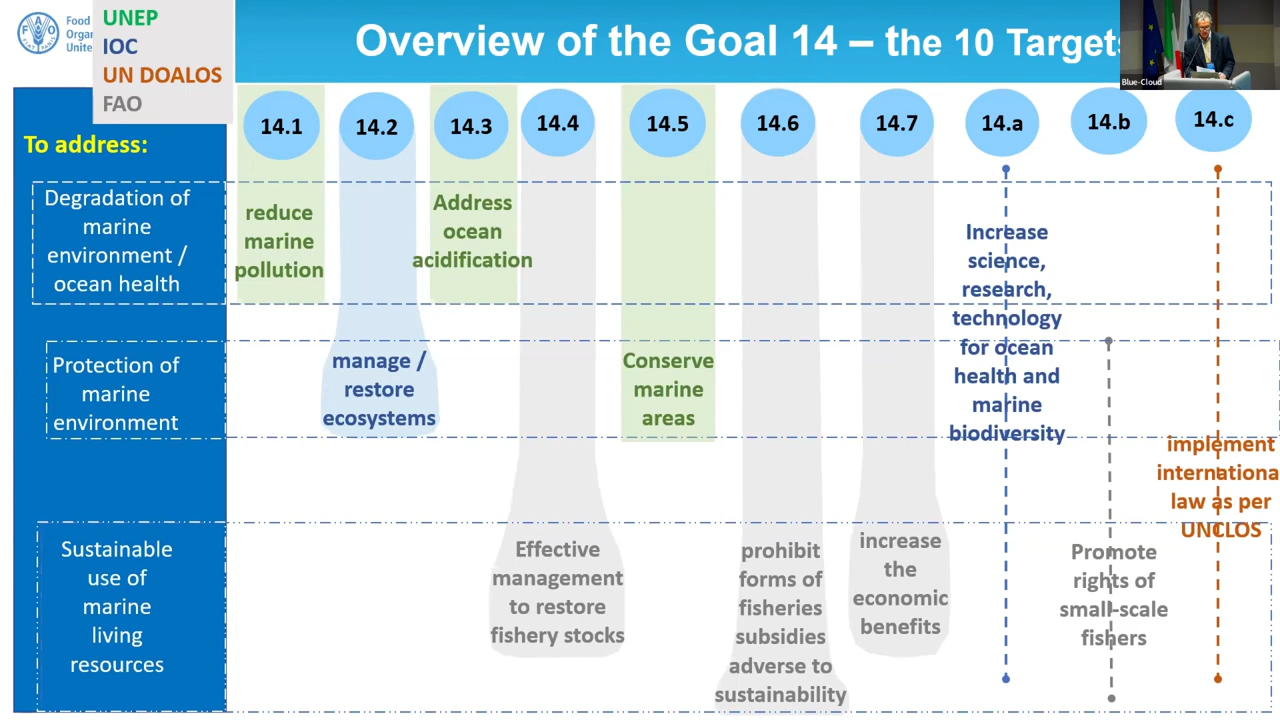 Food
Orga
Unite
UNEP
IOC
UN DOALOS
FAO
Overview of the Goal 14 – the 10 Targets
Blue-Cloud
To address:
14.1
14.2
14.3
14.4
14.5
14.6
14.7
14.a
14.b
14.c
Degradation of
marine
environment /
ocean health
reduce
marine
pollution
Address
ocean
acidification
Increase
science,
research,
technology
for ocean
health and
marine
biodiversity
Protection of
marine
environment
manage /
restore
ecosystems
Conserve
marine
areas
implement
internationa
law as per
UNCLOS
Sustainable
use of
marine
living
resources
Effective
management
to restore
fishery stocks
prohibit
forms of
fisheries
subsidies
adverse to
sustainability
increase
the
economic
benefits
Promote
rights of
small-scale
fishers